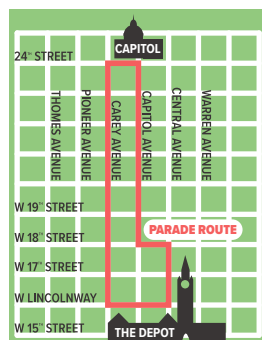 CAPITOL
24TH STREET
THOMES AVENUE
PIONEER AVENUE
CAREY AVENUE
CAPITOL AVENUE
CENTRAL AVENUE
WARREN AVENUE
W 19TH STREET
PARADE ROUTE
W 18TH STREET
W 17TH STREET
W LINCOLNWAY
W 15TH STREET
THE DEPOT